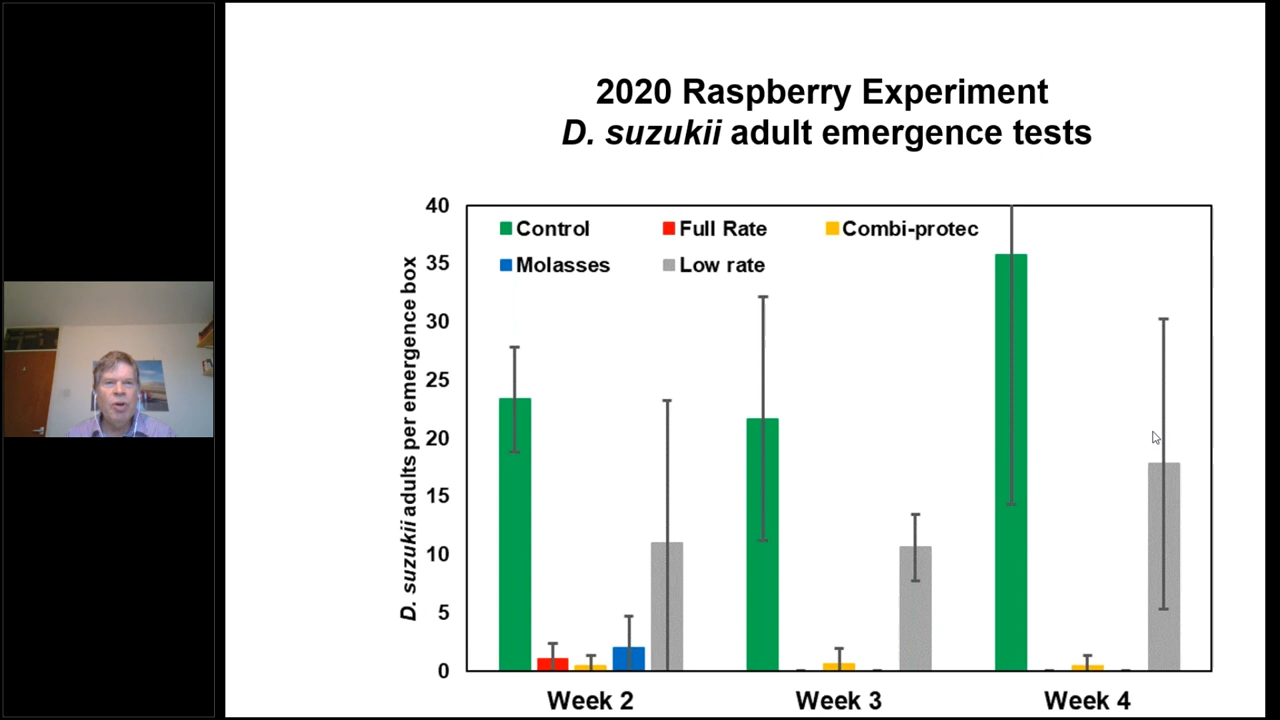 2020 Raspberry Experiment
D. suzukii adult emergence tests
D. suzukii adults per emergence box
40
35
30
25
20
15
10
5
0
Control
Full Rate
Combi-protec
Molasses
Low rate
Week 2
Week 3
Week 4